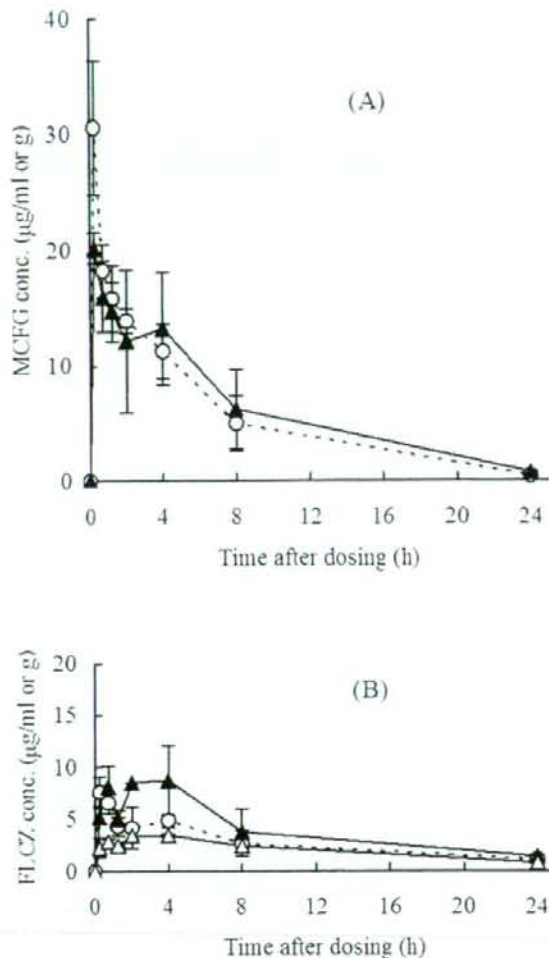 40
(A)
30
20
10
0
MCFG conc. (μg/ml or g)
0 4 8 12 16 20 24
Time after dosing (h)
20
(B)
15
10
5
0
FLCZ conc. (μg/ml or g)
0 4 8 12 16 20 24
Time after dosing (h)